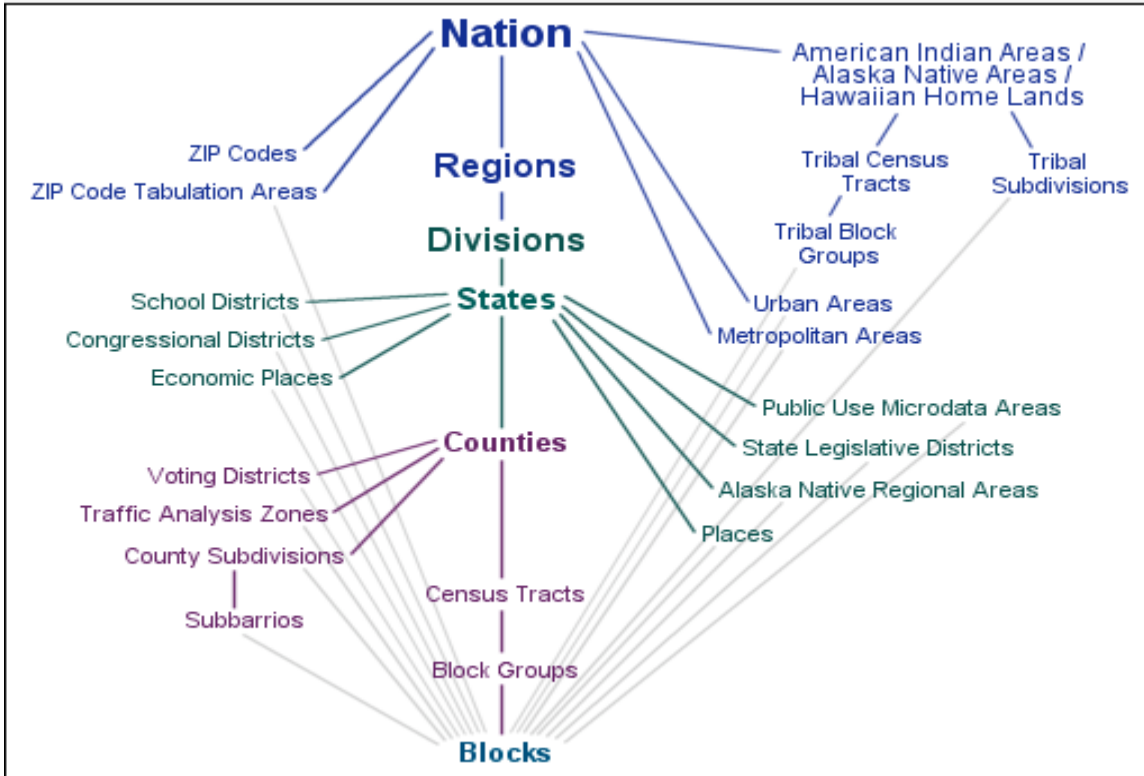 Nation
American Indian Areas /
Alaska Native Areas /
Hawaiian Home Lands
ZIP Codes
ZIP Code Tabulation Areas
Regions
Tribal Census
Tracts
Tribal
Subdivisions
Divisions
Tribal Block
Groups
School Districts
States
Urban Areas
Congressional Districts
Metropolitan Areas
Economic Places
Public Use Microdata Areas
Counties
State Legislative Districts
Voting Districts
Alaska Native Regional Areas
Traffic Analysis Zones
Places
County Subdivisions
Census Tracts
Subbarrios
Block Groups
Blocks